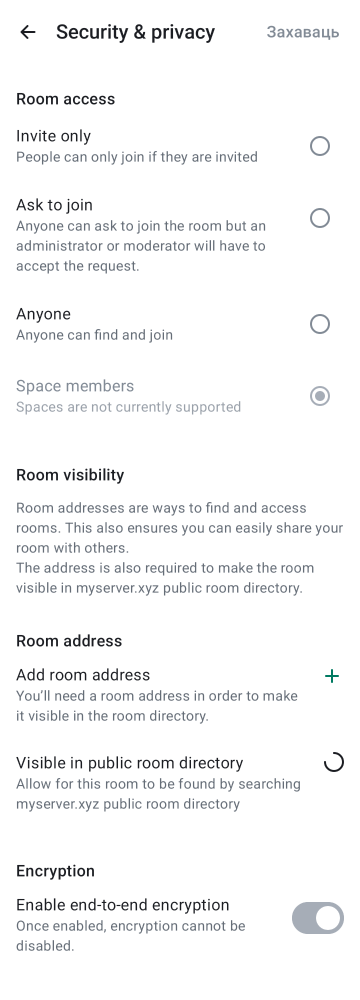 Security & privacy
Захаваць
Room access
Invite only
People can only join if they are invited
Ask to join
Anyone can ask to join the room but an
administrator or moderator will have to
accept the request.
Anyone
Anyone can find and join
Space members
Spaces are not currently supported
Room visibility
Room addresses are ways to find and access
rooms. This also ensures you can easily share your
room with others.
The address is also required to make the room
visible in myserver.xyz public room directory.
Room address
Add room address
You’ll need a room address in order to make
it visible in the room directory.
Visible in public room directory
Allow for this room to be found by searching
myserver.xyz public room directory
Encryption
Enable end-to-end encryption
Once enabled, encryption cannot be
disabled.